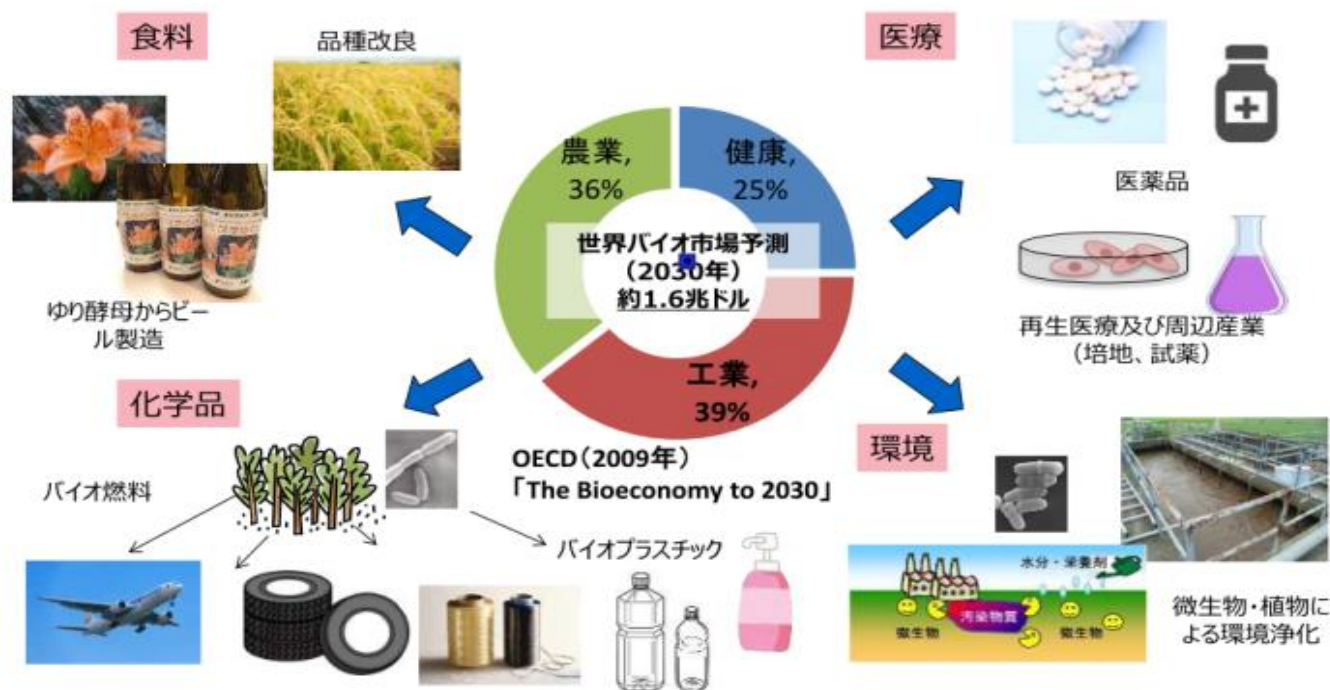 食料
品種改良
ゆり酵母からビー
ル製造
医療
医薬品
再生医療及び周辺産業
（培地、試薬）
農業,
36%
健康,
25%
世界バイオ市場予測
（2030年）
約1.6兆ドル
工業,
39%
OECD（2009年）
「The Bioeconomy to 2030」
化学品
バイオ燃料
バイオプラスチック
環境
水分・栄養剤
汚染物質
微生物
微生物
微生物・植物に
よる環境浄化